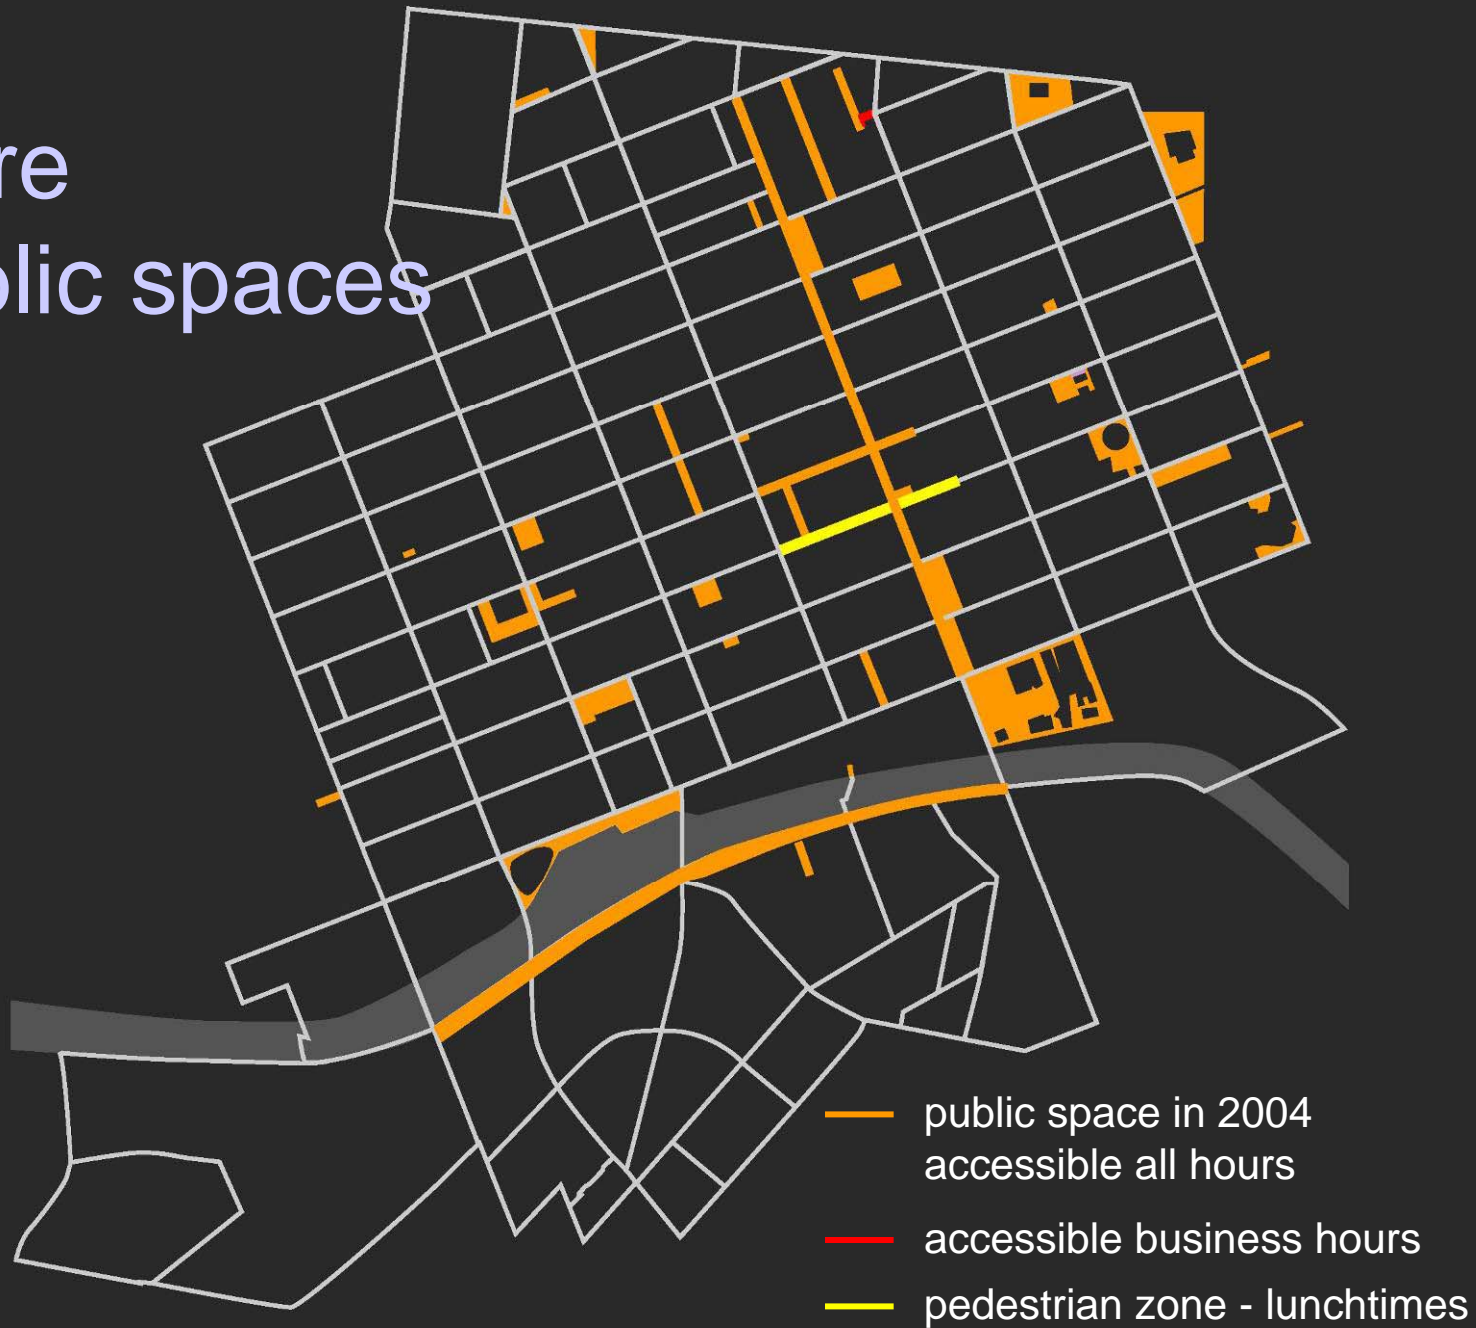 re
lic spaces
public space in 2004
accessible all hours
accessible business hours
pedestrian zone - lunchtimes